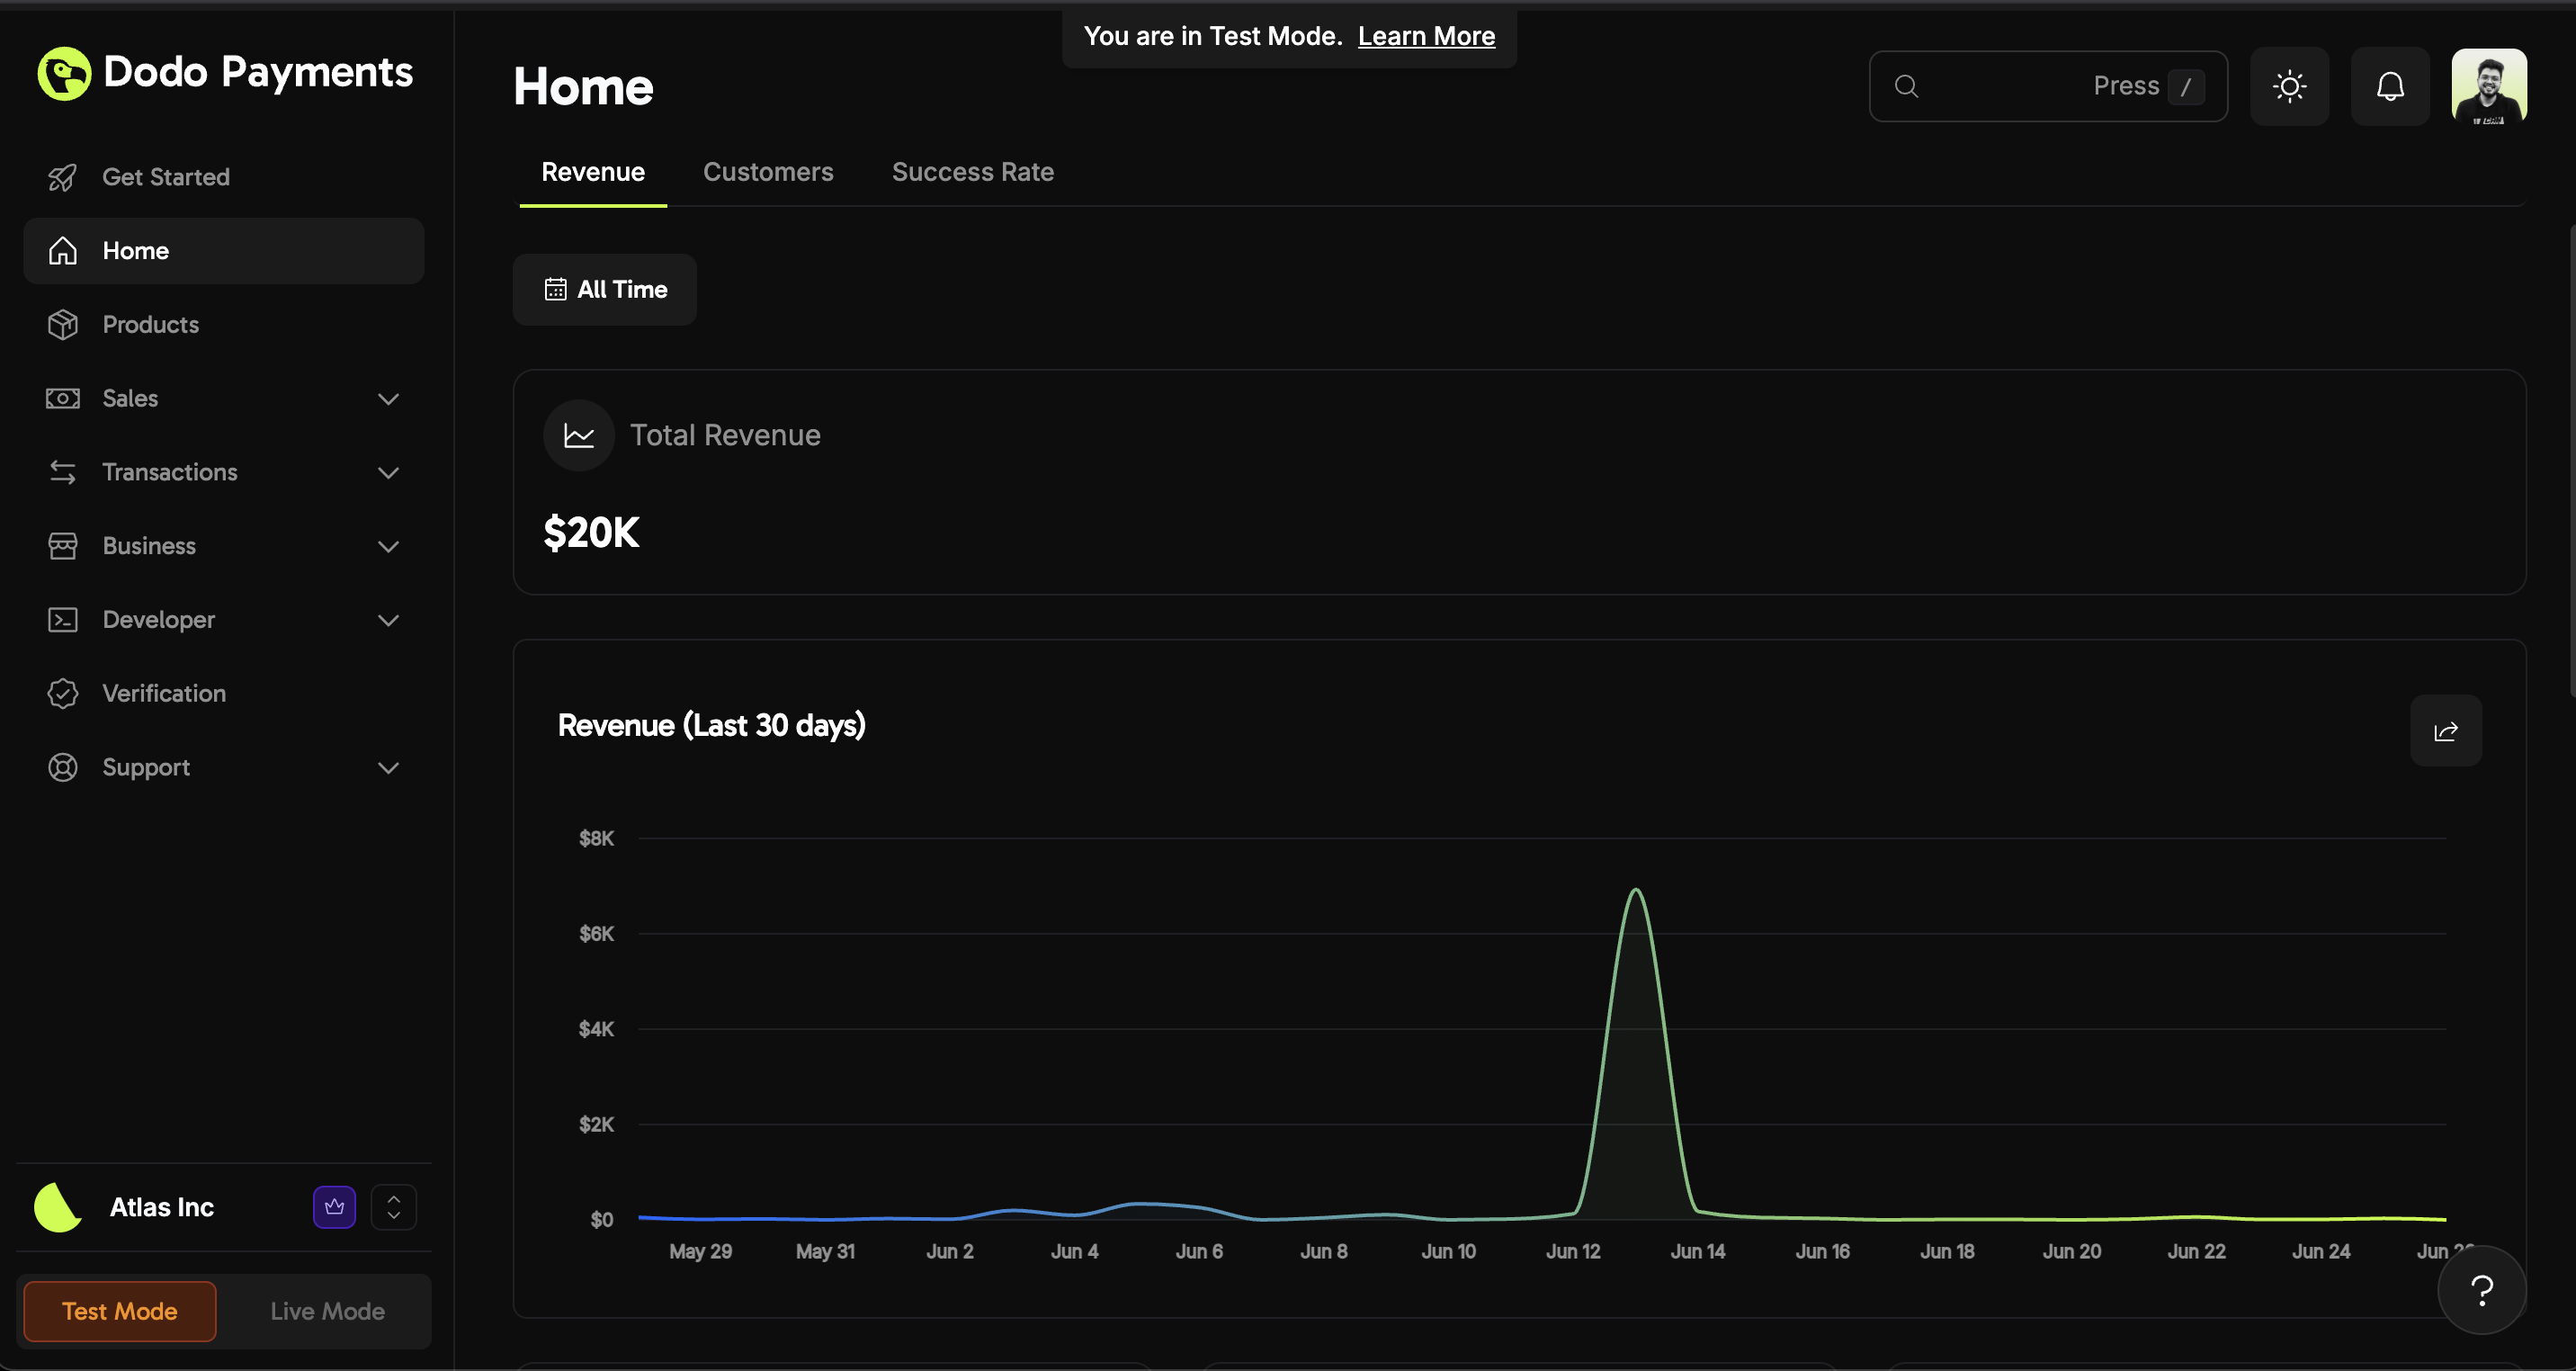 You are in Test Mode. Learn More
Dodo Payments
Get Started
Home
Products
Sales
Transactions
Business
Developer
Verification
Support
Atlas Inc
Test Mode
Live Mode
Home
Press /
Revenue
Customers
Success Rate
All Time
Total Revenue
$20K
Revenue (Last 30 days)
$8K
$6K
$4K
$2K
$0
May 29 May 31 Jun 2 Jun 4 Jun 6 Jun 8 Jun 10 Jun 12 Jun 14 Jun 16 Jun 18 Jun 20 Jun 22 Jun 24 Jun
?